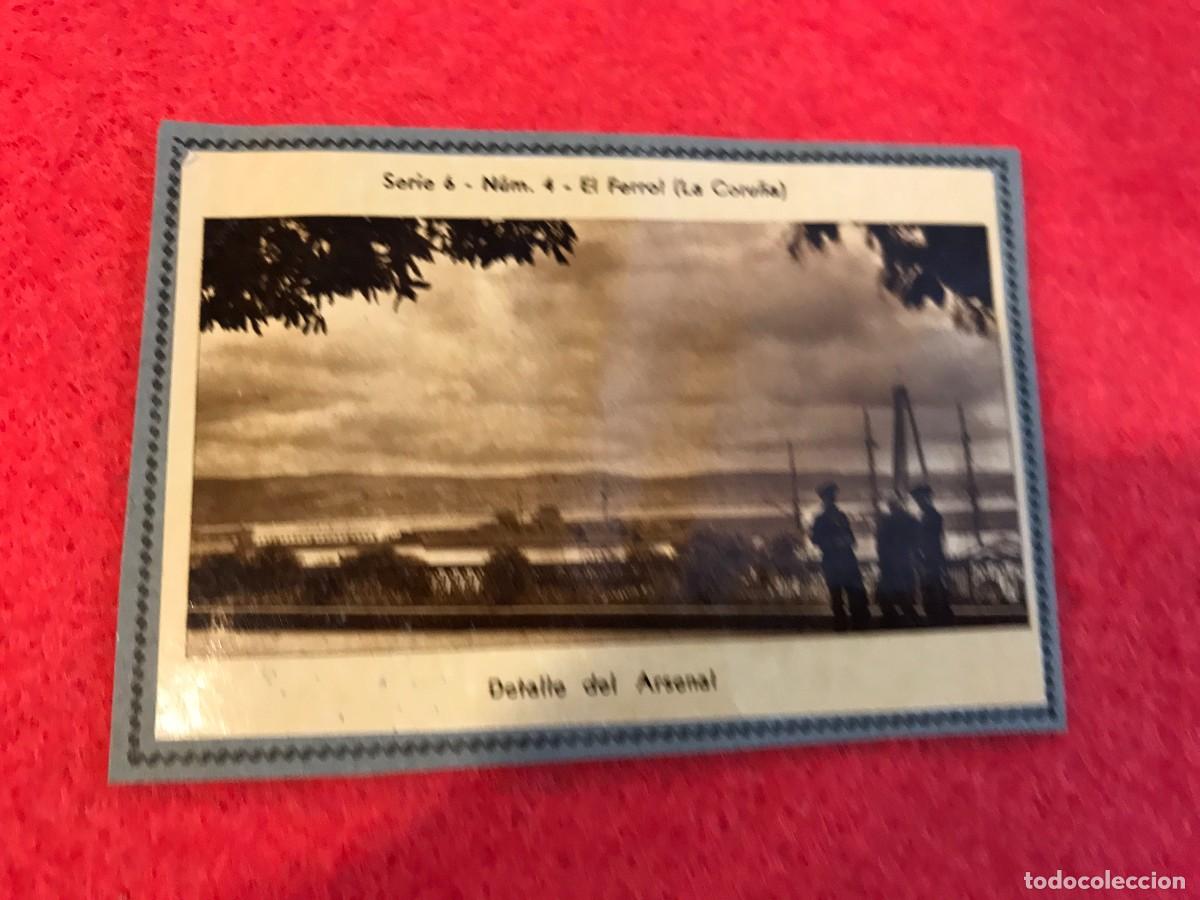 Serie 6 - Núm. 4 - El Ferrol (La Coruña)
Detalle del Arsenal
todocoleccion